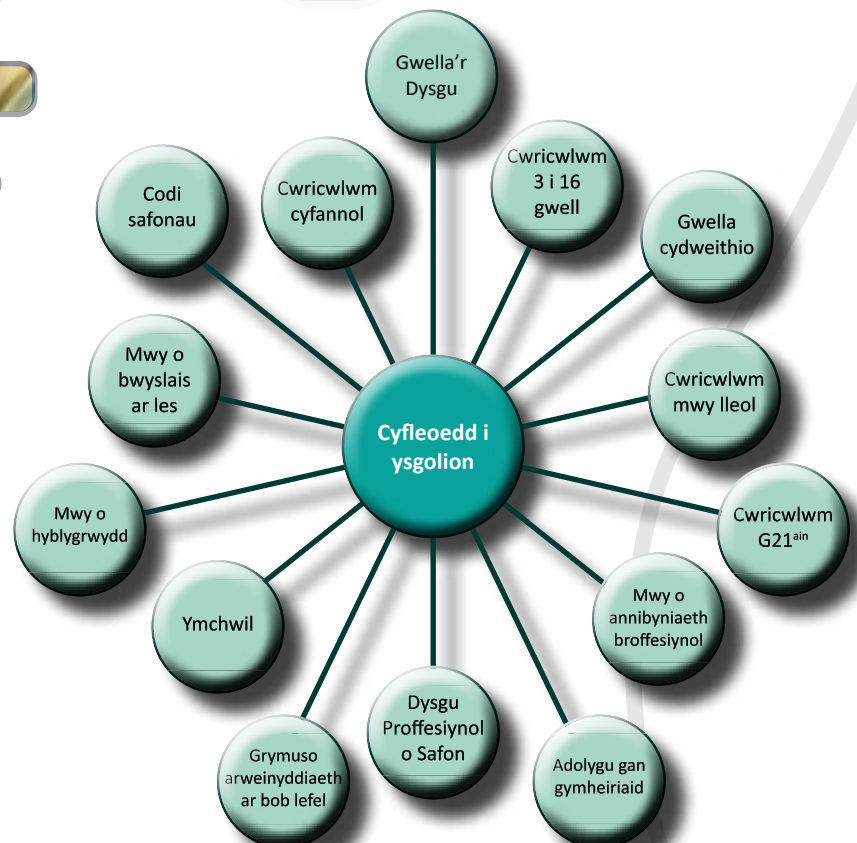 Gwella'r
Dysgu
Cwricwlwm
3 i 16
gwell
Gwella
cydweithio
Cwricwlwm
mwy lleol
Cwricwlwm
G21ain
Mwy o
annibyniaeth
broffesiynol
Adolygu gan
gymheiriaid
Dysgu
Proffesiynol
o Safon
Grymuso
arweinyddiaeth
ar bob lefel
Ymchwil
Mwy o
hyblygrwydd
Mwy o
bwyslais
ar les
Codi
safonau
Cwricwlwm
cyfannol
Cyfleoedd i
ysgolion